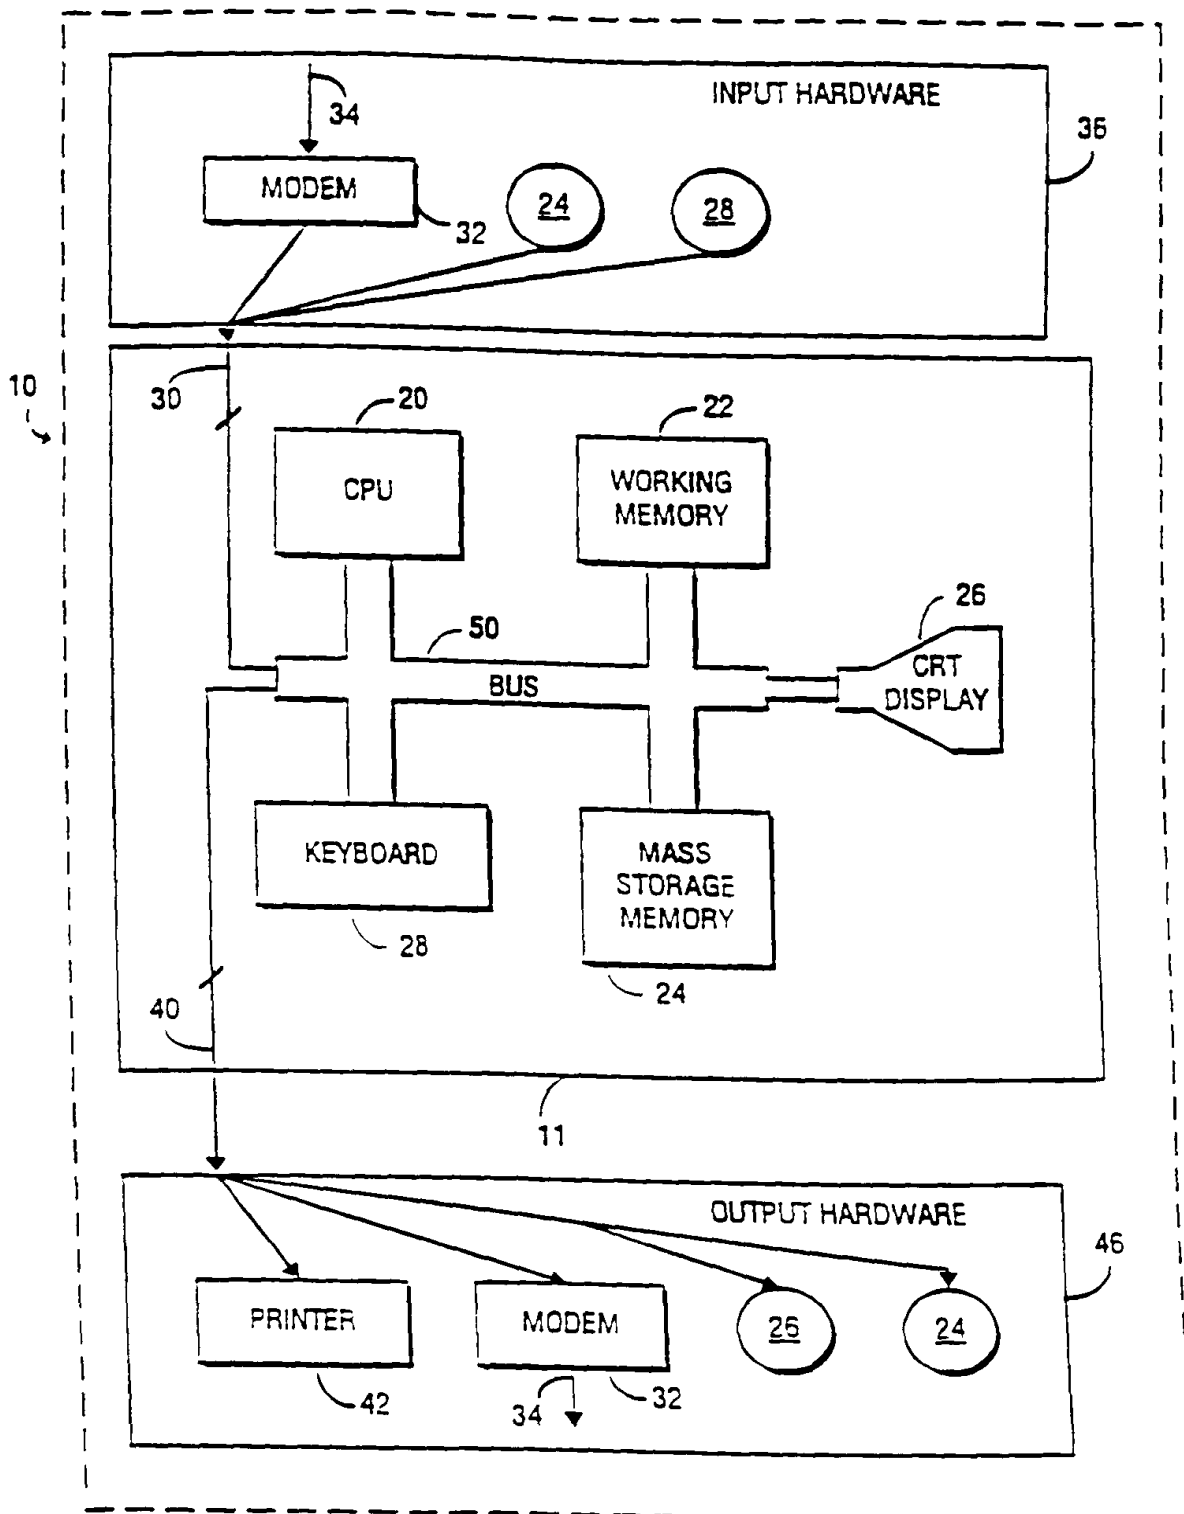 INPUT HARDWARE
34
36
MODEM
24
28
32
10
30
20
22
CPU
WORKING
MEMORY
26
50
CRT
DISPLAY
BUS
KEYBOARD
MASS
STORAGE
MEMORY
28
24
40
11
OUTPUT HARDWARE
46
PRINTER
MODEM
26
24
42
34
32